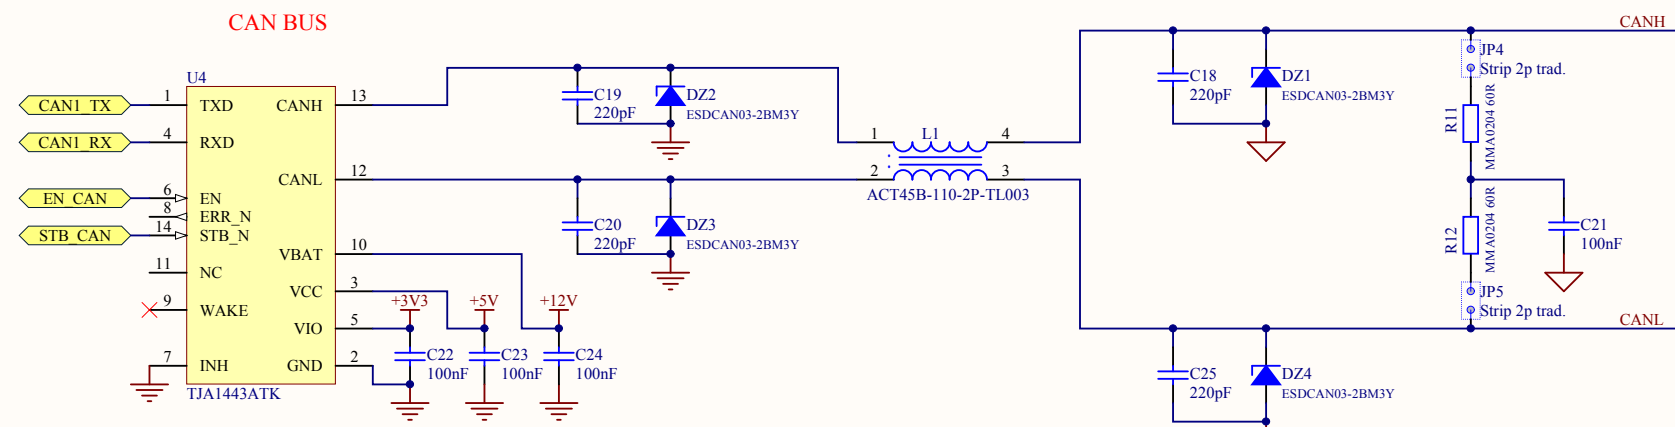 CAN BUS
CANH
U4
JP4
Strip 2p trad.
CAN1_TX
1
TXD
CANH
13
C19
220pF
DZ2
ESDCAN03-2BM3Y
C18
220pF
DZ1
ESDCAN03-2BM3Y
R11
MMA0204 60R
CAN1_RX
4
RXD
1
L1
4
CANL
12
2
3
ACT45B-110-2P-TL003
EN_CAN
6
EN
8
ERR_N
STB_CAN
14
STB_N
C20
220pF
DZ3
ESDCAN03-2BM3Y
R12
MMA0204 60R
C21
100nF
VBAT
10
11
NC
VCC
3
+3V3
+5V
+12V
JP5
Strip 2p trad.
9
WAKE
VIO
5
CANL
7
INH
GND
2
C22
100nF
C23
100nF
C24
100nF
TJA1443ATK
C25
220pF
DZ4
ESDCAN03-2BM3Y